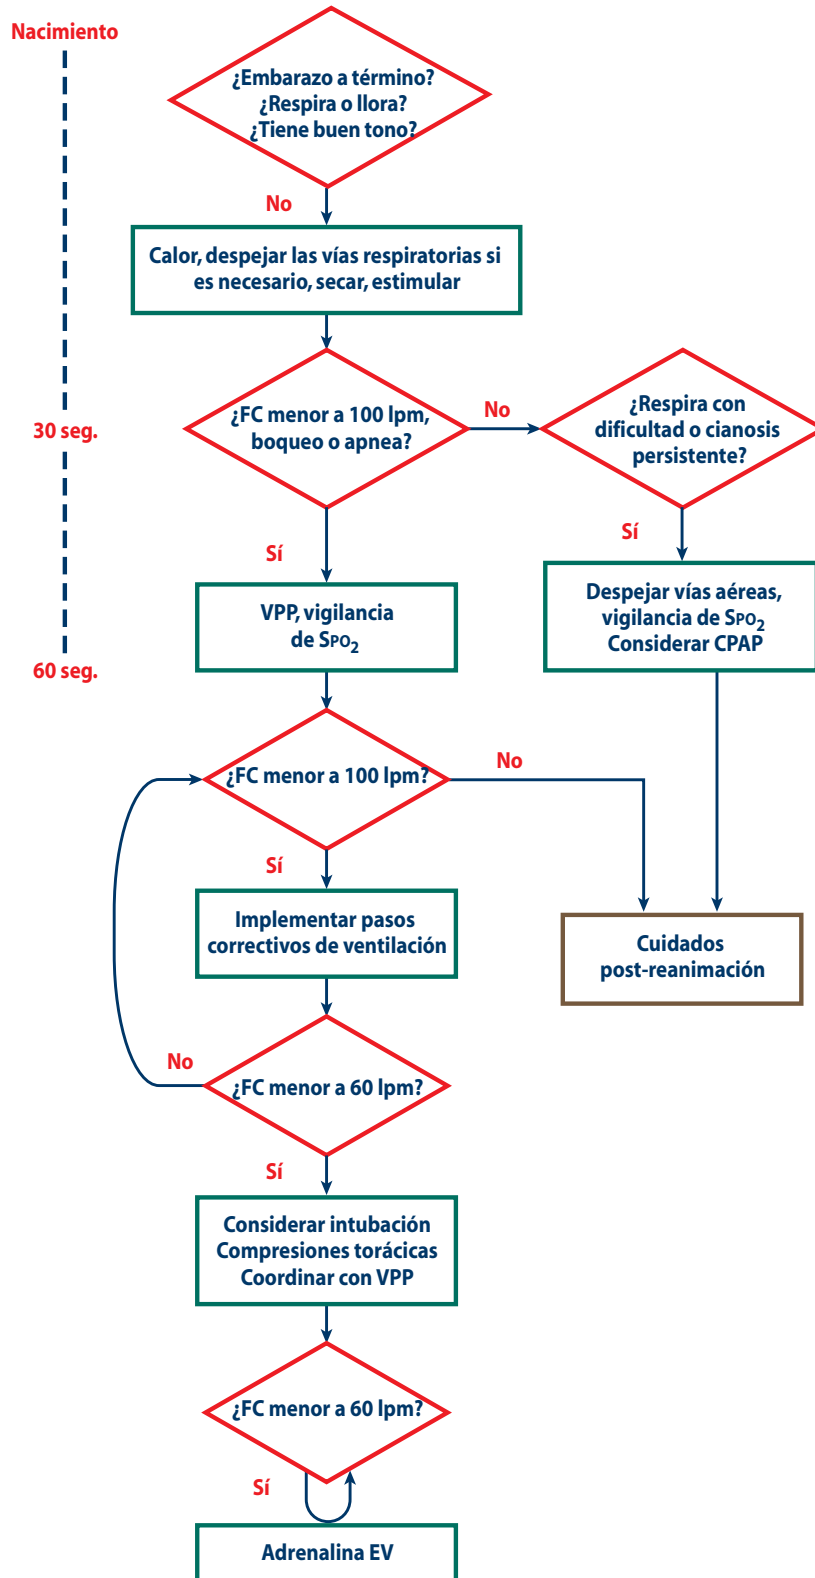 Nacimiento
¿Embarazo a término?
¿Respira o llora?
¿Tiene buen tono?
No
Calor, despejar las vías respiratorias si
es necesario, secar, estimular
30 seg.
¿FC menor a 100 lpm,
boqueo o apnea?
No
¿Respira con
dificultad o cianosis
persistente?
Sí
Sí
VPP, vigilancia
de SPO₂
Despejar vías aéreas,
vigilancia de SPO₂
Considerar CPAP
60 seg.
¿FC menor a 100 lpm?
No
Sí
Implementar pasos
correctivos de ventilación
Cuidados
post-reanimación
No
¿FC menor a 60 lpm?
Sí
Considerar intubación
Compresiones torácicas
Coordinar con VPP
¿FC menor a 60 lpm?
Sí
Adrenalina EV